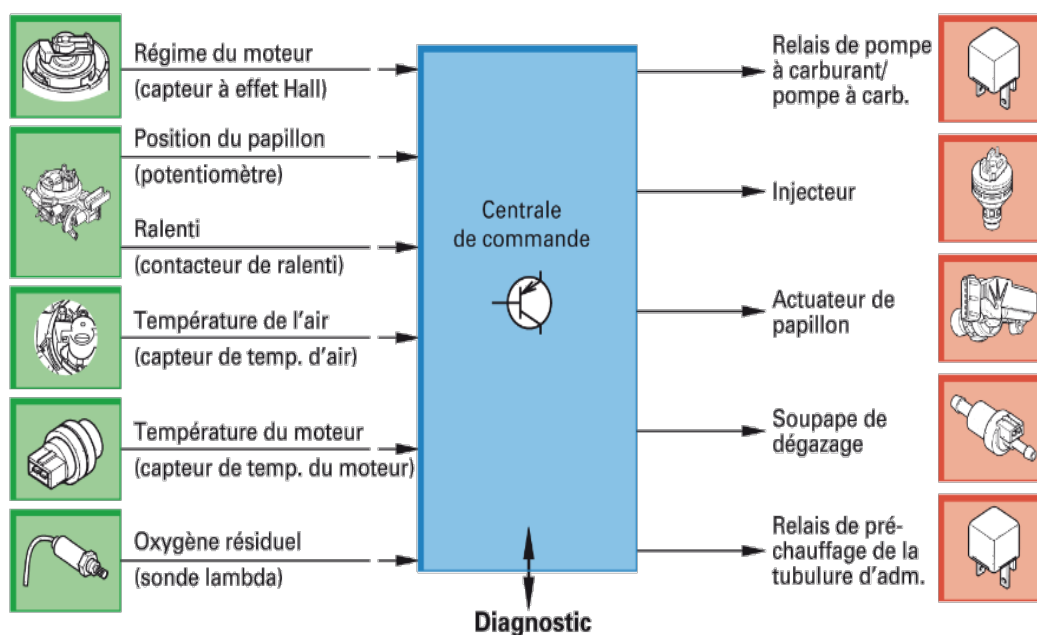 Régime du moteur
(capteur à effet Hall)
Position du papillon
(potentiomètre)
Ralenti
(contacteur de ralenti)
Température de l'air
(capteur de temp. d'air)
Température du moteur
(capteur de temp. du moteur)
Oxygène résiduel
(sonde lambda)
Centrale
de commande
Diagnostic
Relais de pompe
à carburant/
pompe à carb.
Injecteur
Actuateur de
papillon
Soupape de
dégazage
Relais de pré-
chauffage de la
tubulure d'adm.